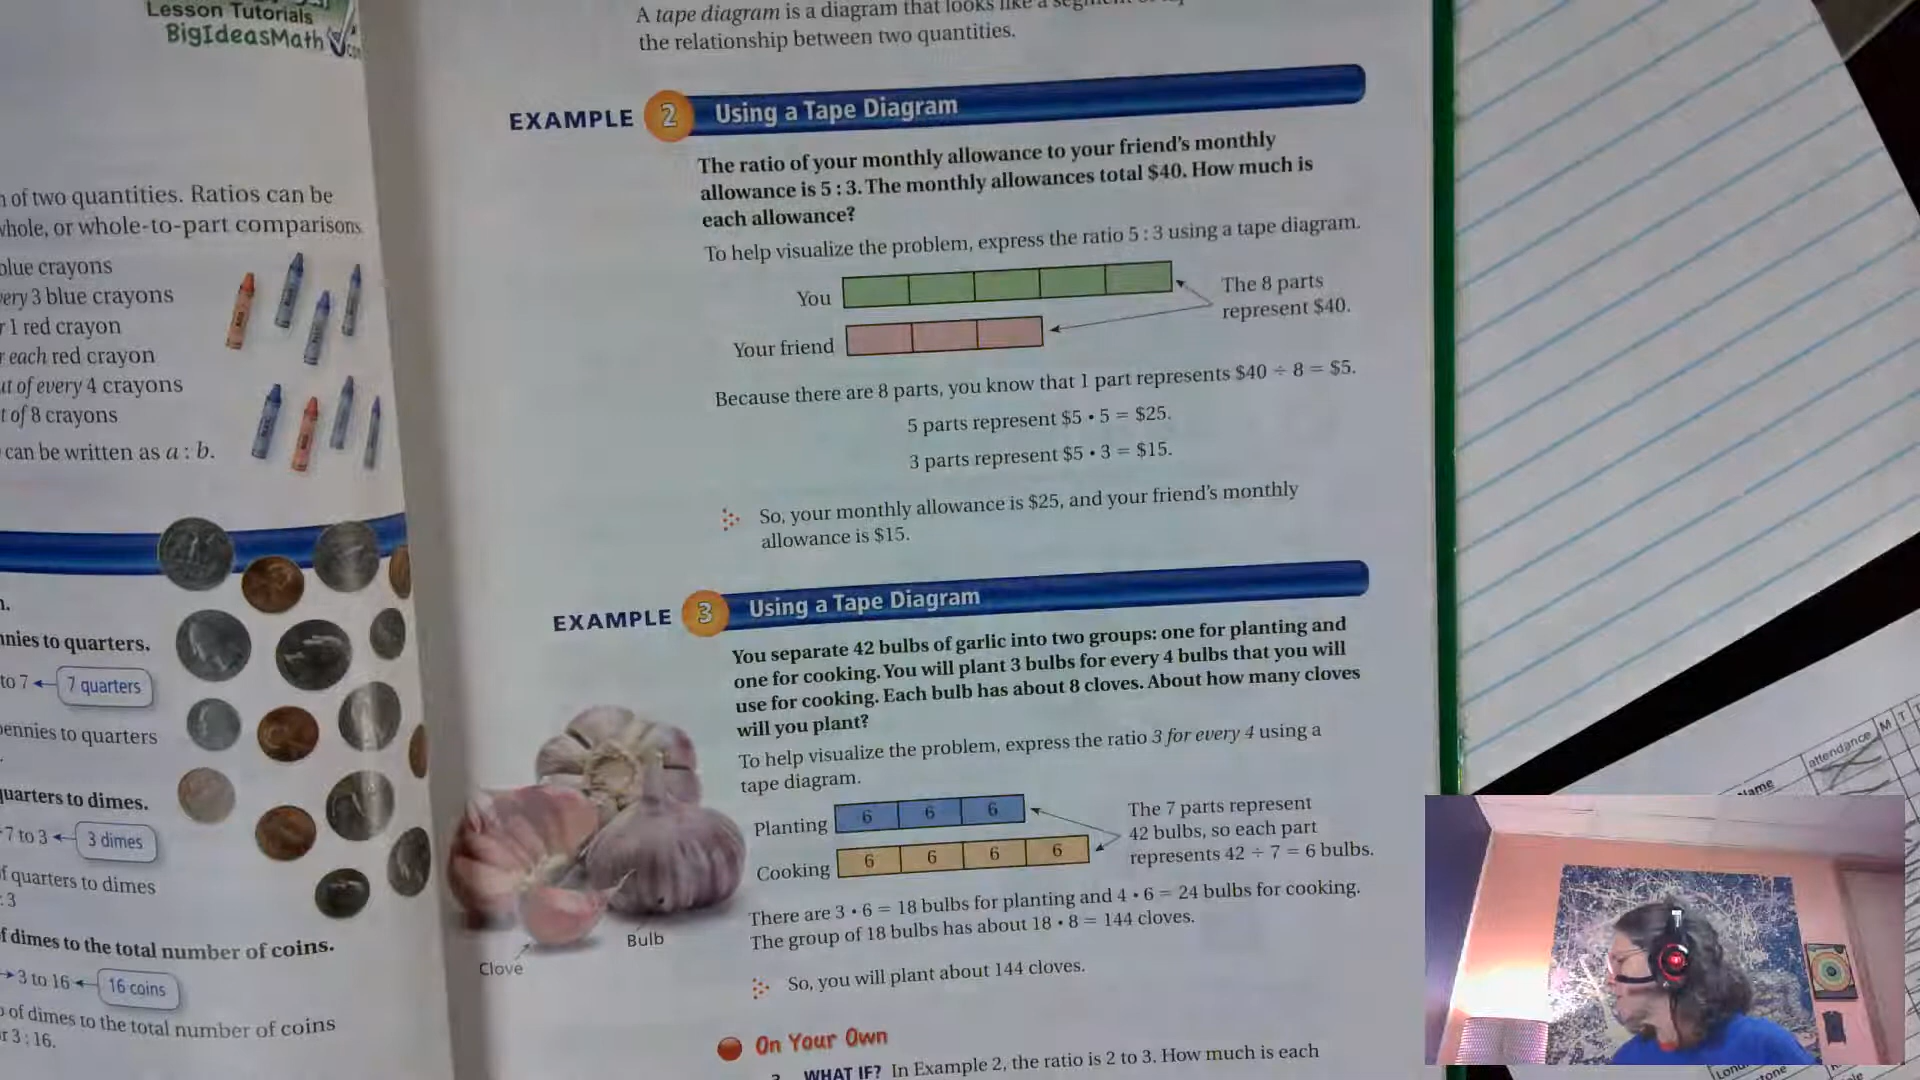 Lesson Tutorials
BigIdeasMath
of two quantities. Ratios can be
whole, or whole-to-part comparisons
blue crayons
every 3 blue crayons
1 red crayon
each red crayon
out of every 4 crayons
of 8 crayons
can be written as a : b.
pennies to quarters.
to 7 ← 7 quarters
pennies to quarters
quarters to dimes.
7 to 3 ← 3 dimes
of quarters to dimes
: 3
of dimes to the total number of coins.
→ 3 to 16 ← 16 coins
of dimes to the total number of coins
3 : 16.
A tape diagram is a diagram that looks like a segment of
the relationship between two quantities.
EXAMPLE 2 Using a Tape Diagram
The ratio of your monthly allowance to your friend's monthly
allowance is 5 : 3. The monthly allowances total $40. How much is
each allowance?
To help visualize the problem, express the ratio 5 : 3 using a tape diagram.
You
Your friend
The 8 parts
represent $40.
Because there are 8 parts, you know that 1 part represents $40 ÷ 8 = $5.
5 parts represent $5 • 5 = $25.
3 parts represent $5 • 3 = $15.
So, your monthly allowance is $25, and your friend's monthly
allowance is $15.
EXAMPLE 3 Using a Tape Diagram
You separate 42 bulbs of garlic into two groups: one for planting and
one for cooking. You will plant 3 bulbs for every 4 bulbs that you will
use for cooking. Each bulb has about 8 cloves. About how many cloves
will you plant?
To help visualize the problem, express the ratio 3 for every 4 using a
tape diagram.
Planting 6 6 6
Cooking 6 6 6 6
The 7 parts represent
42 bulbs, so each part
represents 42 ÷ 7 = 6 bulbs.
There are 3 • 6 = 18 bulbs for planting and 4 • 6 = 24 bulbs for cooking.
The group of 18 bulbs has about 18 • 8 = 144 cloves.
So, you will plant about 144 cloves.
Clove
Bulb
On Your Own
WHAT IF? In Example 2, the ratio is 2 to 3. How much is each
Name
attendance
M T